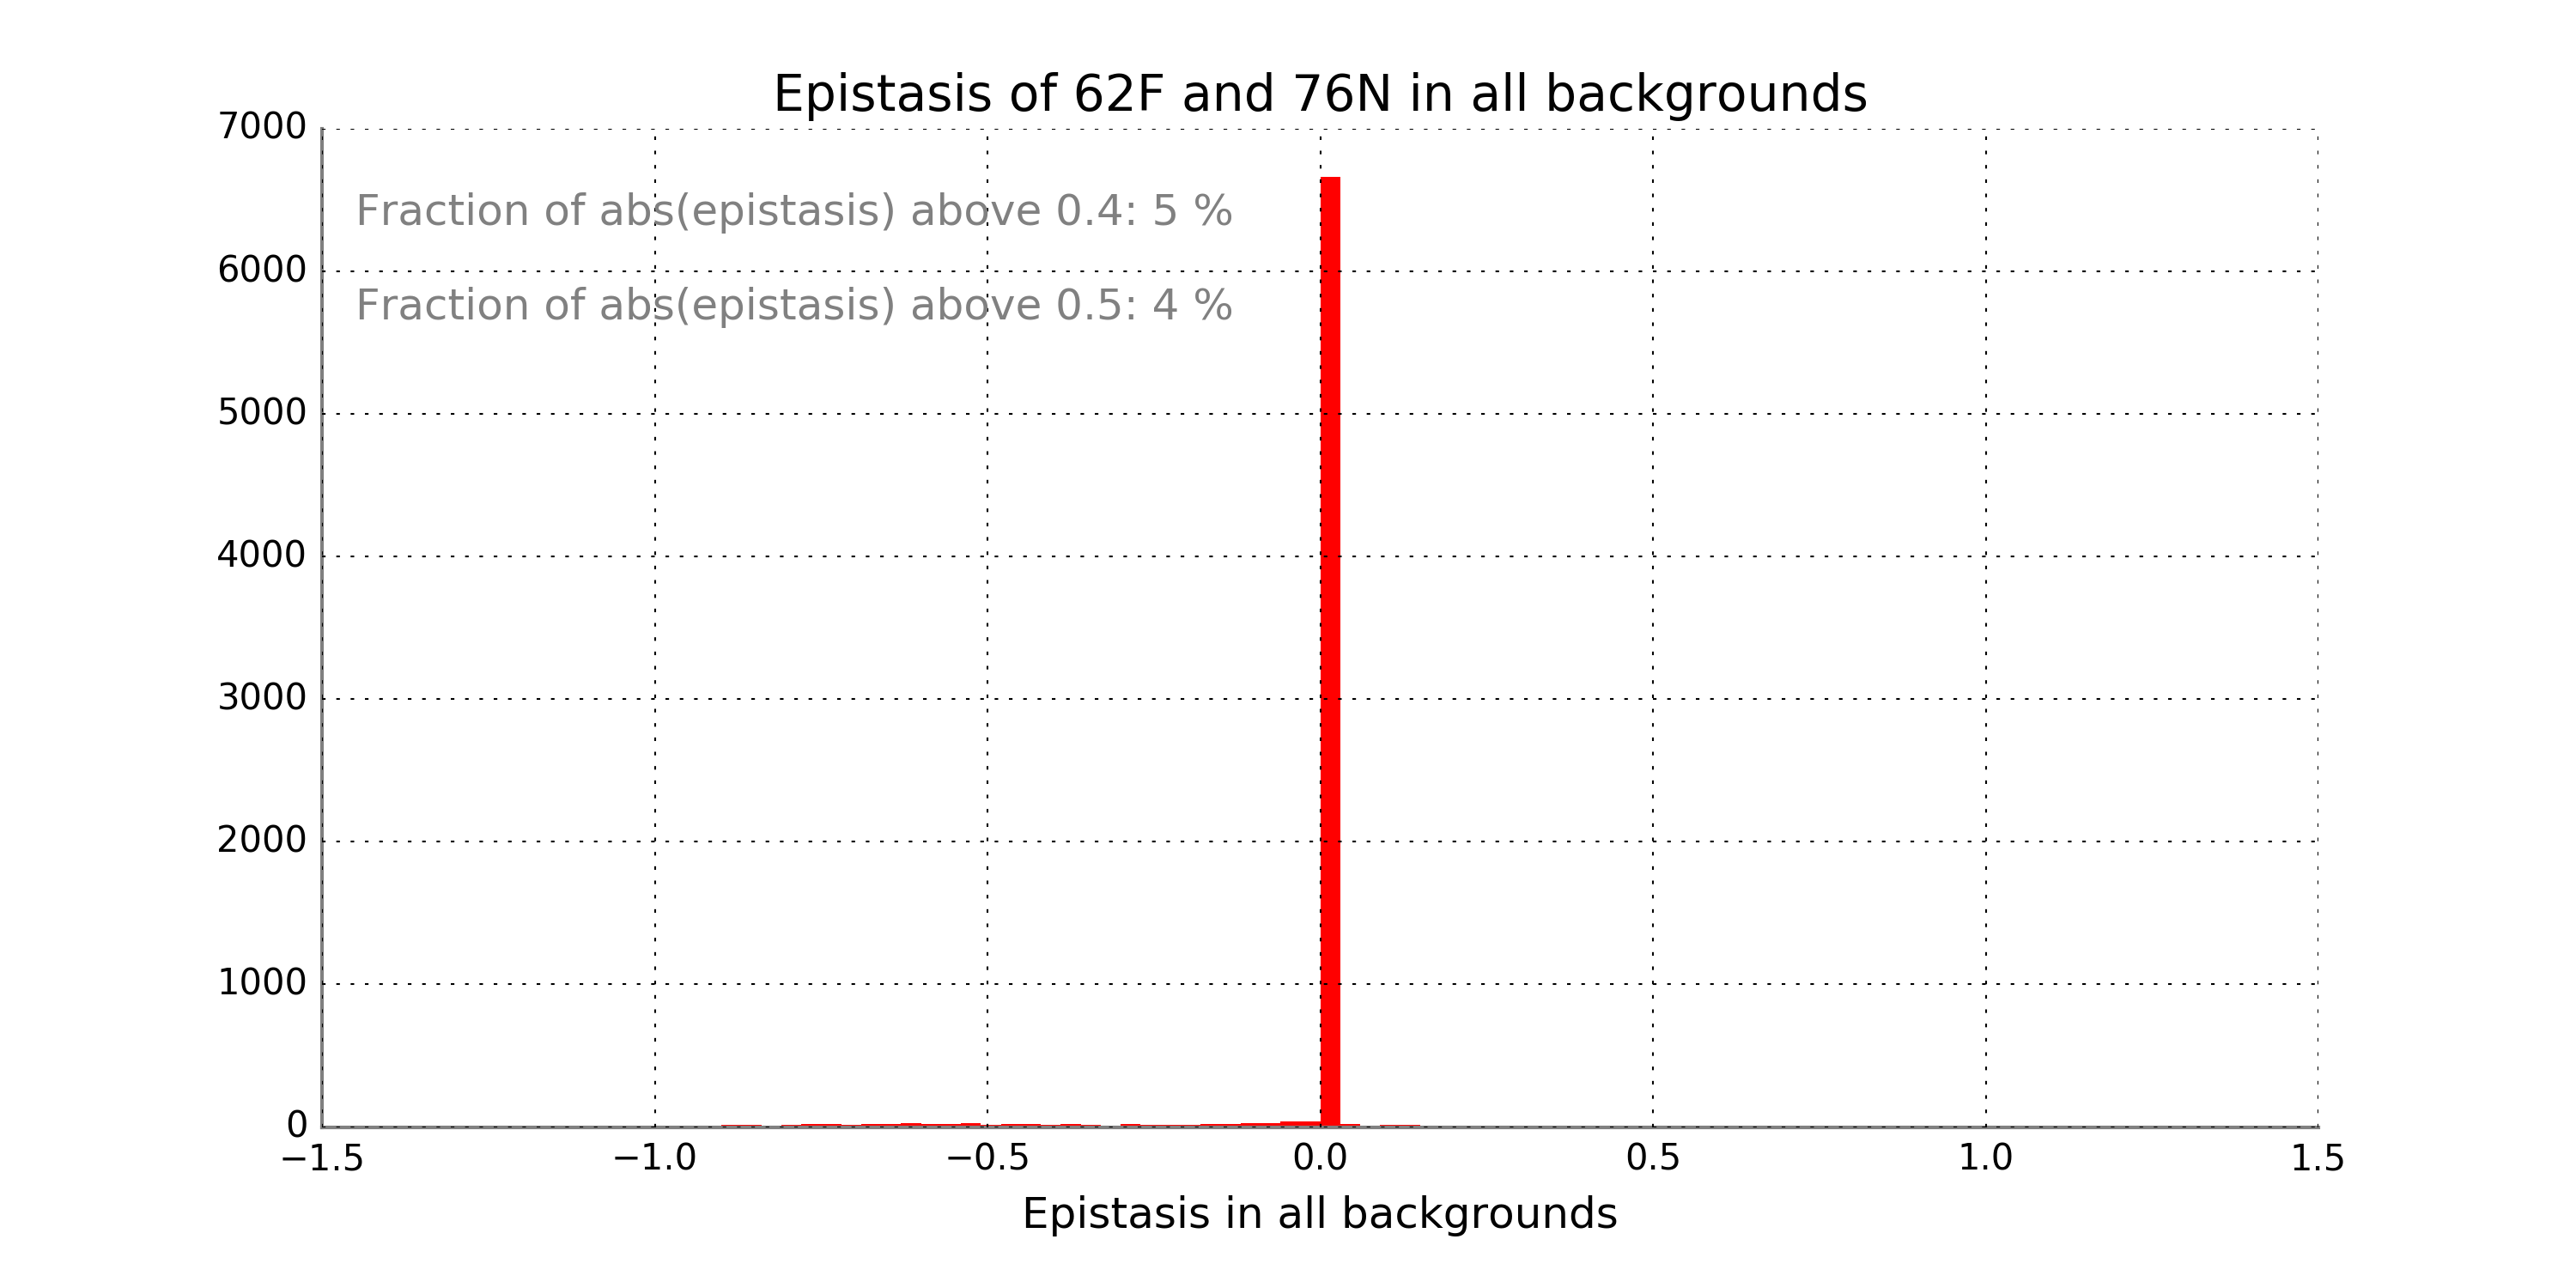 Epistasis of 62F and 76N in all backgrounds
7000
Fraction of abs(epistasis) above 0.4: 5 %
6000
Fraction of abs(epistasis) above 0.5: 4 %
5000
4000
3000
2000
1000
0
−1.5 −1.0 −0.5 0.0 0.5 1.0 1.5
Epistasis in all backgrounds